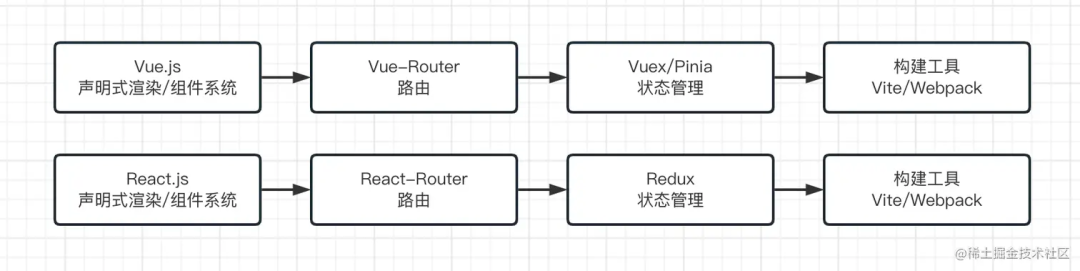 Vue.js
声明式渲染/组件系统
Vue-Router
路由
Vuex/Pinia
状态管理
构建工具
Vite/Webpack
React.js
声明式渲染/组件系统
React-Router
路由
Redux
状态管理
构建工具
Vite/Webpack
@稀土掘金技术社区